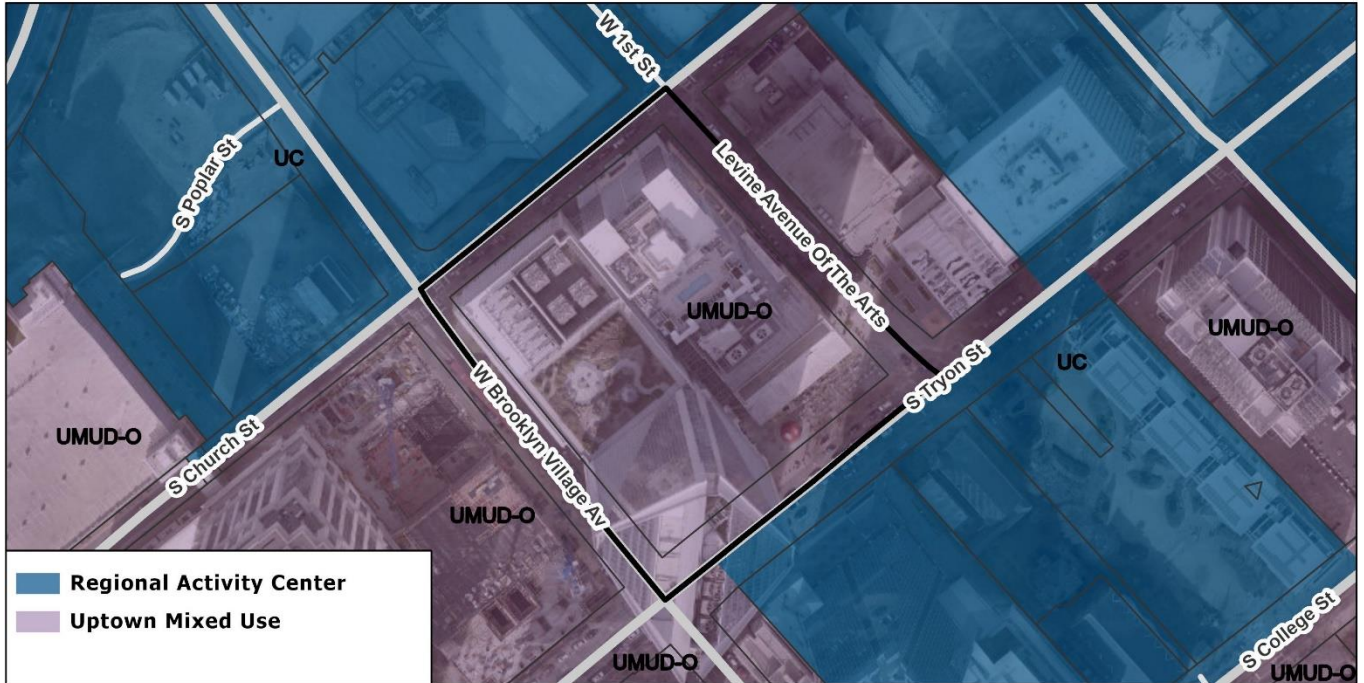 W 1st St
S Poplar St
UC
Levine Avenue Of The Arts
UMUD-O
UMUD-O
S Tryon St
UC
UMUD-O
S Church St
W Brooklyn Village Av
UMUD-O
Regional Activity Center
Uptown Mixed Use
UMUD-O
S College St
UMUD-O